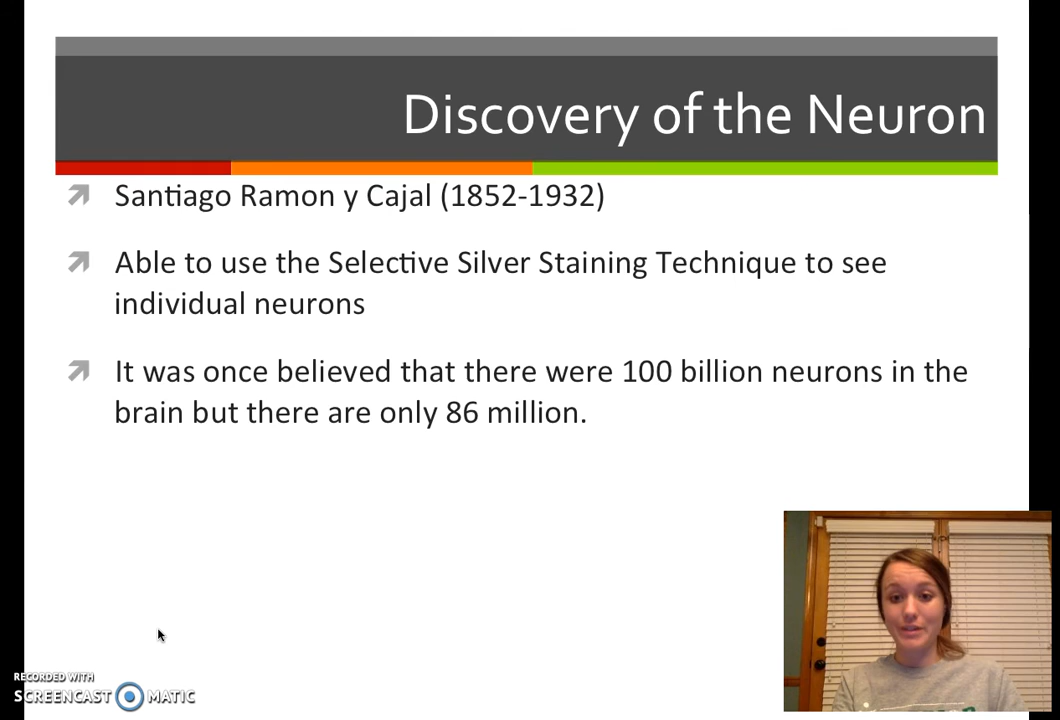 Discovery of the Neuron
Santiago Ramon y Cajal (1852-1932)
Able to use the Selective Silver Staining Technique to see
individual neurons
It was once believed that there were 100 billion neurons in the
brain but there are only 86 million.
RECORDED WITH
SCREENCAST MATIC